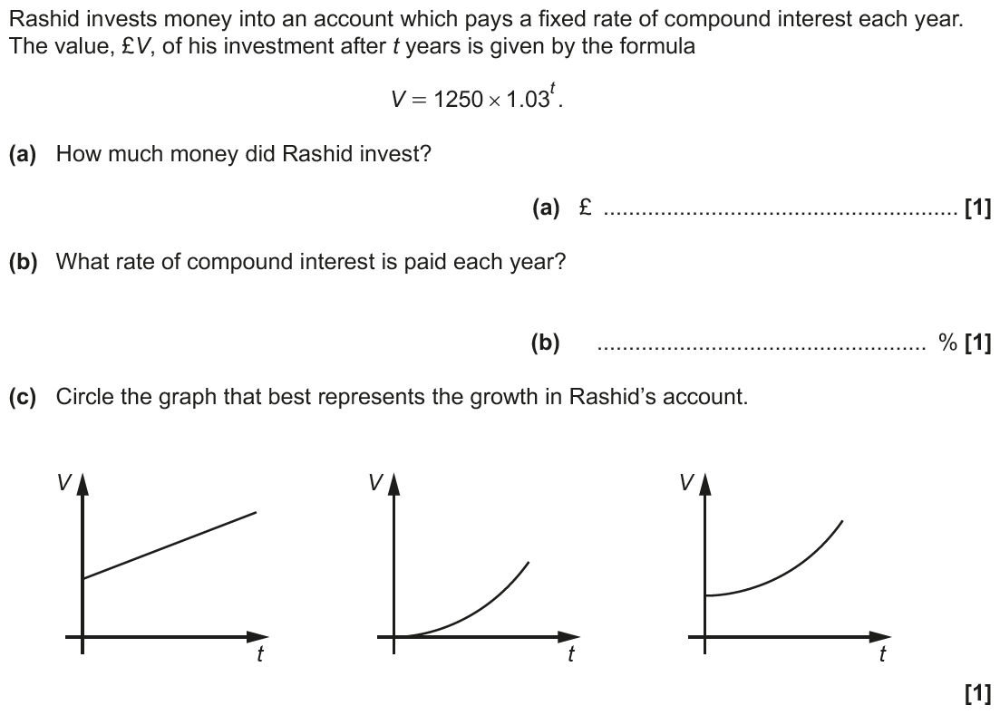 Rashid invests money into an account which pays a fixed rate of compound interest each year.
The value, £V, of his investment after t years is given by the formula
V = 1250 × 1.03^t.
(a) How much money did Rashid invest?
(a) £ ........................................................ [1]
(b) What rate of compound interest is paid each year?
(b) .................................................... % [1]
(c) Circle the graph that best represents the growth in Rashid's account.
V V V
t t t
[1]